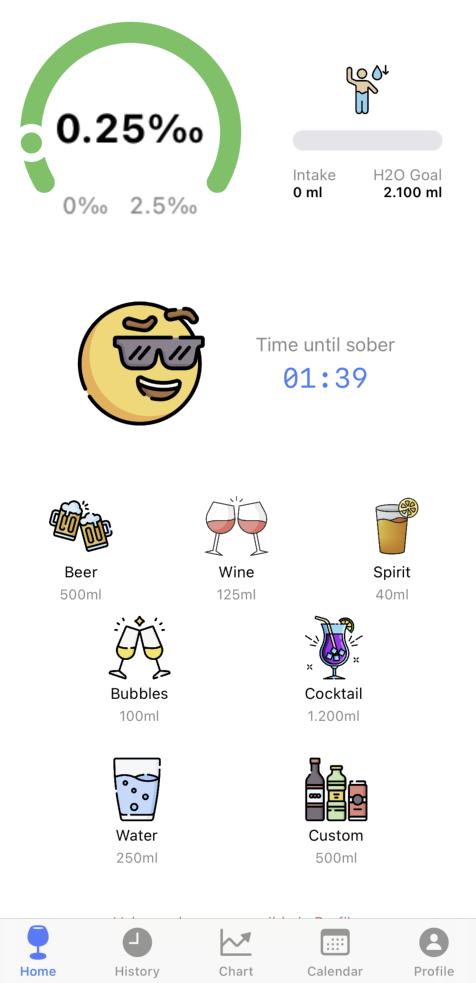 0.25‰
0‰ 2.5‰
Intake H2O Goal
0 ml 2.100 ml
Time until sober
01:39
Beer Wine Spirit
500ml 125ml 40ml
Bubbles Cocktail
100ml 1.200ml
Water Custom
250ml 500ml
Home History Chart Calendar Profile